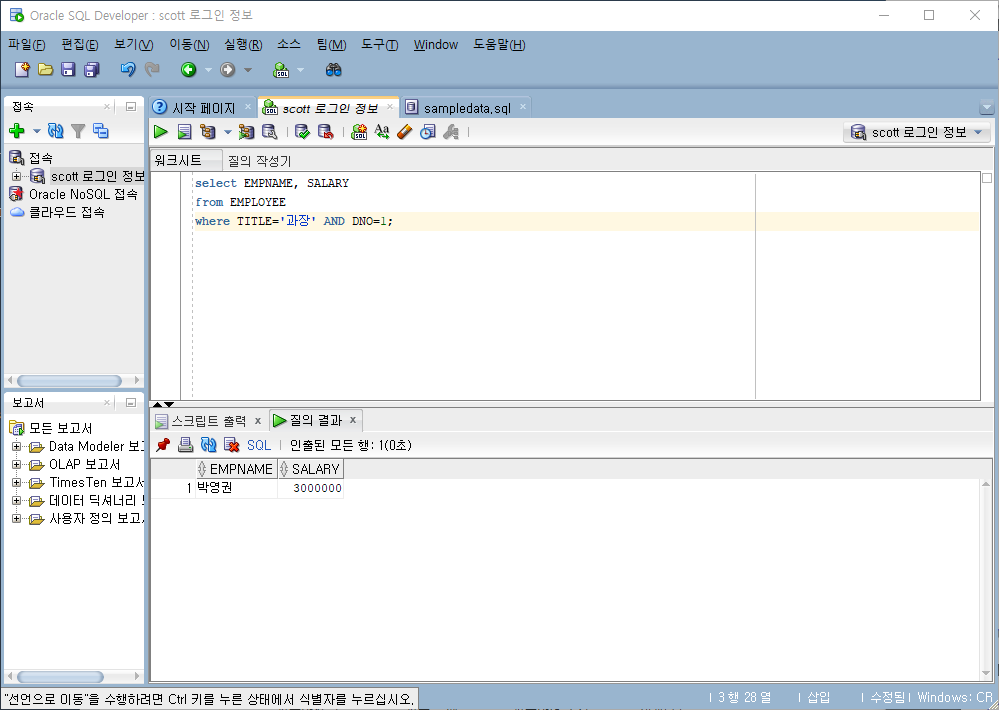 Oracle SQL Developer : scott 로그인 정보
파일(F) 편집(E) 보기(V) 이동(N) 실행(R) 소스 팀(M) 도구(T) Window 도움말(H)
접속
시작 페이지 scott 로그인 정보 sampledata.sql
scott 로그인 정보
접속
scott 로그인 정보
Oracle NoSQL 접속
클라우드 접속
워크시트 질의 작성기
select EMPNAME, SALARY
from EMPLOYEE
where TITLE='과장' AND DNO=1;
보고서
모든 보고서
Data Modeler 보고
OLAP 보고서
TimesTen 보고서
데이터 딕셔너리
사용자 정의 보고서
스크립트 출력 x 질의 결과 x
SQL | 인출된 모든 행: 1(0초)
EMPNAME SALARY
1 박영권 3000000
"선언으로 이동"을 수행하려면 Ctrl 키를 누른 상태에서 식별자를 누르십시오.
| 3 행 28 열 | 삽입 | 수정됨 | Windows: CR